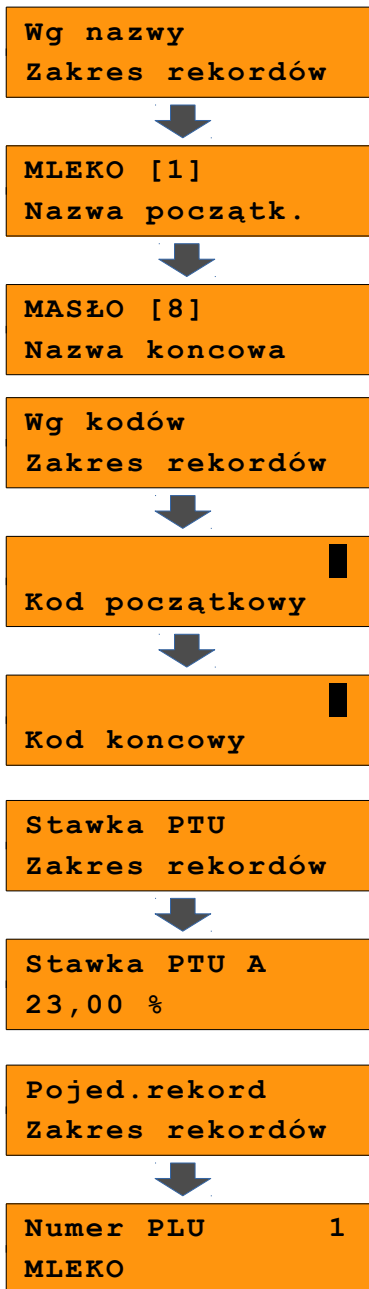 Wg nazwy
Zakres rekordów
MLEKO [1]
Nazwa początk.
MASŁO [8]
Nazwa koncowa
Wg kodów
Zakres rekordów
Kod początkowy
Kod koncowy
Stawka PTU
Zakres rekordów
Stawka PTU A
23,00 %
Pojed.rekord
Zakres rekordów
Numer PLU 1
MLEKO